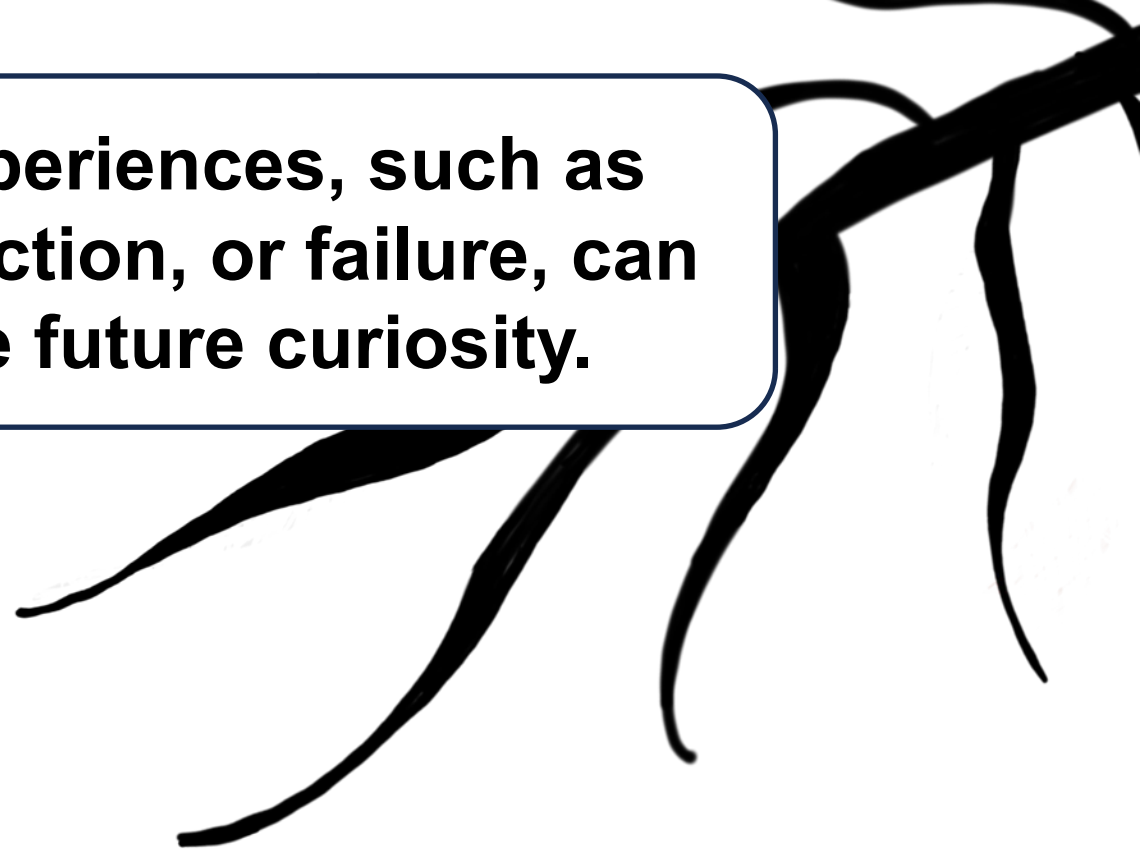 periences, such as
ction, or failure, can
e future curiosity.